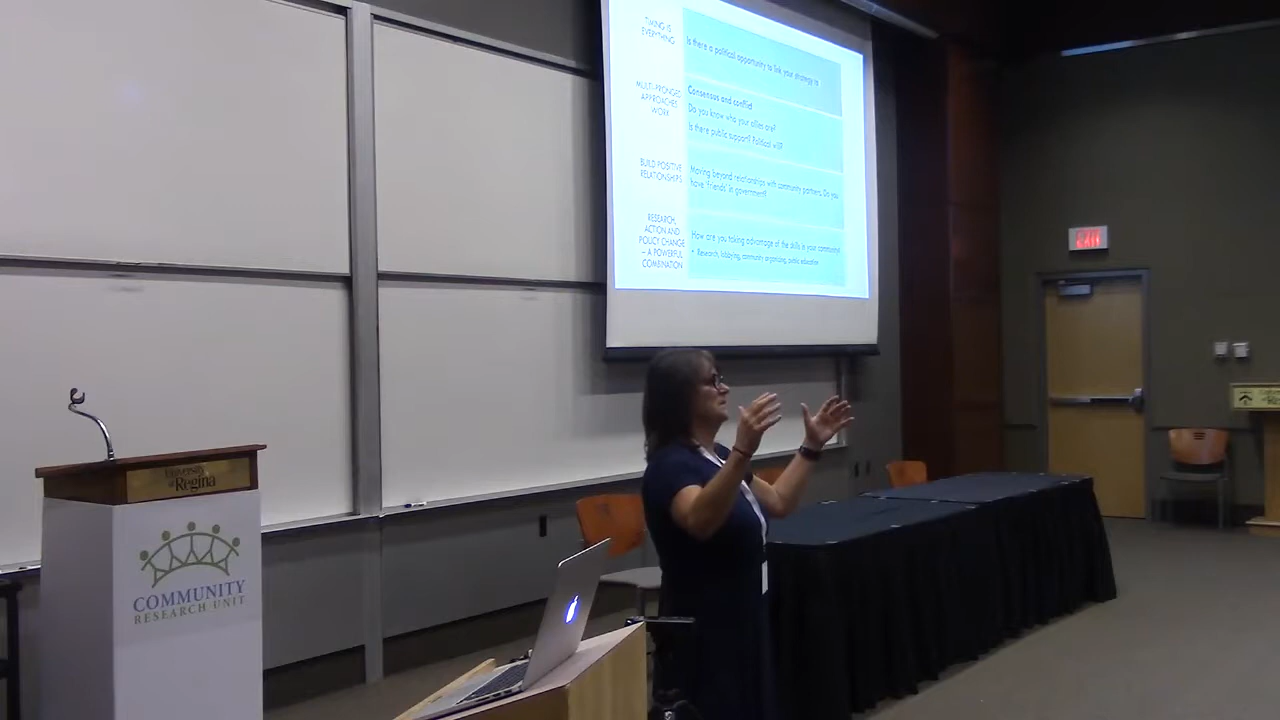 TIMING IS
EVERYTHING
Is there a political opportunity to link your strategy to
MULTI-PRONGED
APPROACHES
WORK
Consensus and conflict
Do you know who your allies are?
Is there public support? Political will?
BUILD POSITIVE
RELATIONSHIPS
Moving beyond relationships with community partners. Do you
have 'friends' in government?
RESEARCH,
ACTION AND
POLICY CHANGE
– A POWERFUL
COMBINATION
How are you taking advantage of the skills in your community?
• Research, lobbying, community organizing, public education
EXIT
University
of Regina
COMMUNITY
RESEARCH UNIT
of Regina